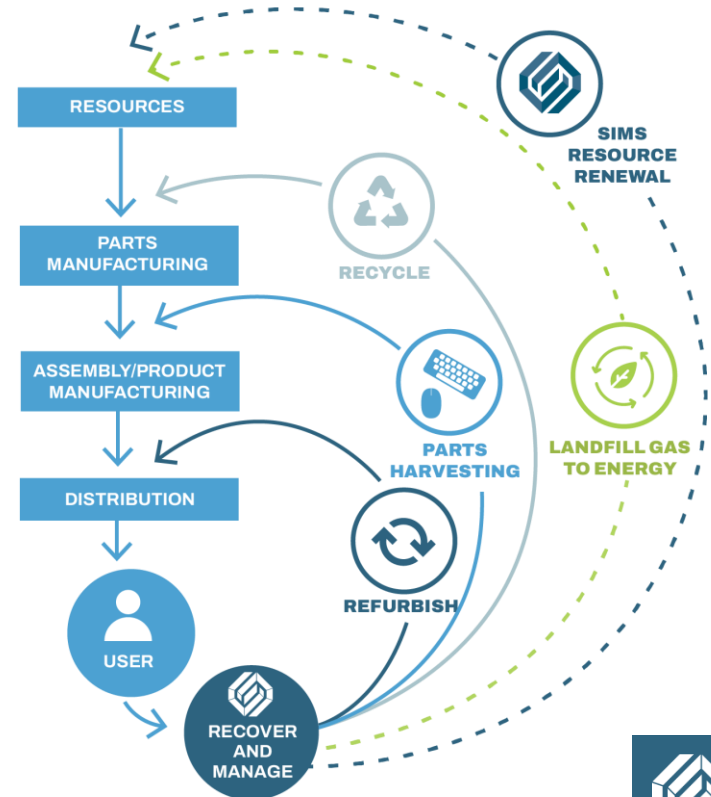 RESOURCES
SIMS
RESOURCE
RENEWAL
PARTS
MANUFACTURING
RECYCLE
ASSEMBLY/PRODUCT
MANUFACTURING
PARTS
HARVESTING
LANDFILL GAS
TO ENERGY
DISTRIBUTION
REFURBISH
USER
RECOVER
AND
MANAGE